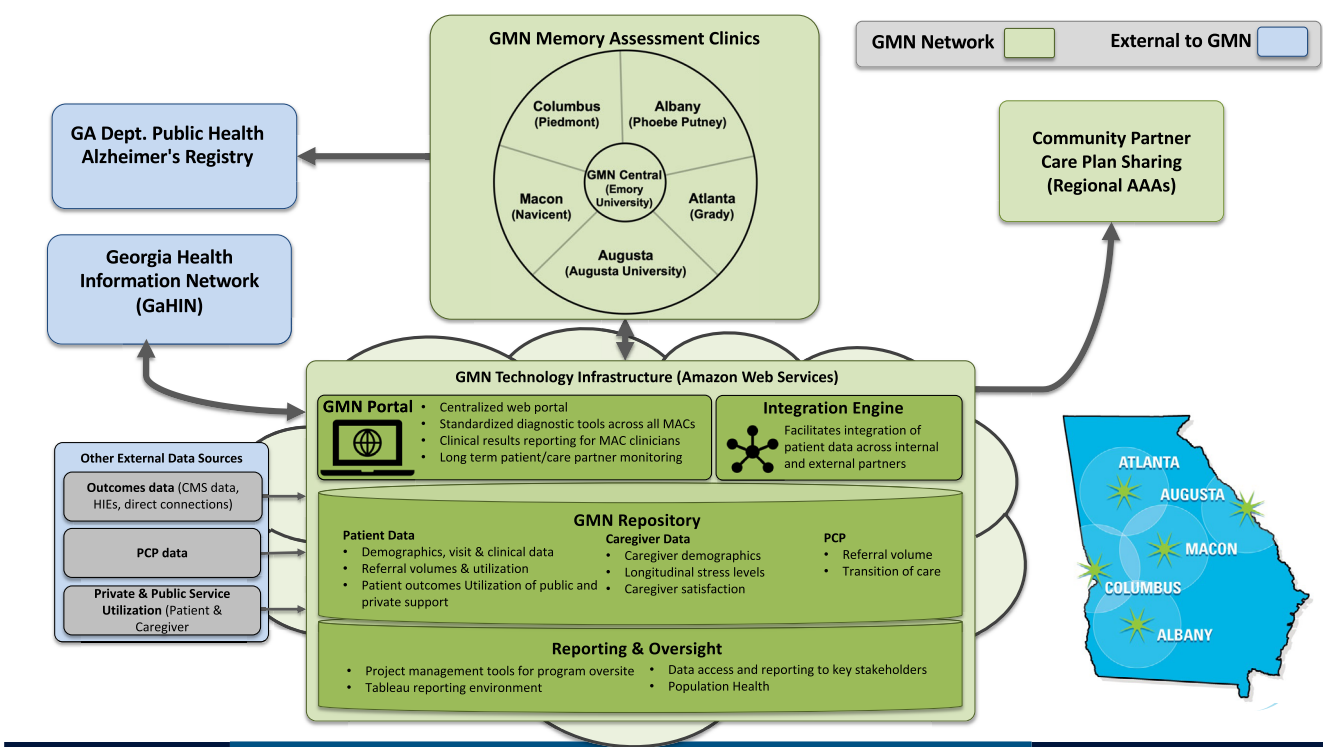 GMN Memory Assessment Clinics
Columbus
(Piedmont)
Albany
(Phoebe Putney)
GMN Central
(Emory
University)
Macon
(Navicent)
Atlanta
(Grady)
Augusta
(Augusta University)
GMN Network
External to GMN
GA Dept. Public Health
Alzheimer's Registry
Georgia Health
Information Network
(GaHIN)
Community Partner
Care Plan Sharing
(Regional AAAs)
GMN Technology Infrastructure (Amazon Web Services)
GMN Portal
• Centralized web portal
• Standardized diagnostic tools across all MACs
• Clinical results reporting for MAC clinicians
• Long term patient/care partner monitoring
Integration Engine
Facilitates integration of
patient data across internal
and external partners
Other External Data Sources
Outcomes data (CMS data,
HIEs, direct connections)
PCP data
Private & Public Service
Utilization (Patient &
Caregiver
GMN Repository
Patient Data
• Demographics, visit & clinical data
• Referral volumes & utilization
• Patient outcomes Utilization of public and
private support
Caregiver Data
• Caregiver demographics
• Longitudinal stress levels
• Caregiver satisfaction
PCP
• Referral volume
• Transition of care
Reporting & Oversight
• Project management tools for program oversite
• Tableau reporting environment
• Data access and reporting to key stakeholders
• Population Health
ATLANTA
AUGUSTA
MACON
COLUMBUS
ALBANY